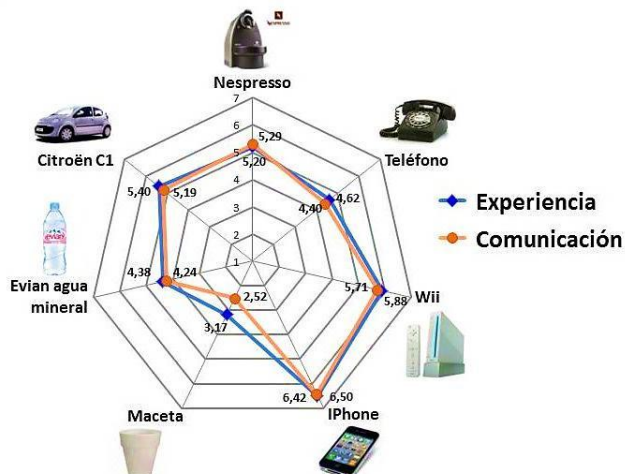 Nespresso
7
6
5,29
5
5,20
4
3
2
1
Teléfono
4,62
4,40
Experiencia
Comunicación
Citroën C1
5,40
5,19
Evian agua
mineral
4,38
4,24
5,71
5,88
Wii
2,52
3,17
Maceta
6,42
6,50
IPhone
evian